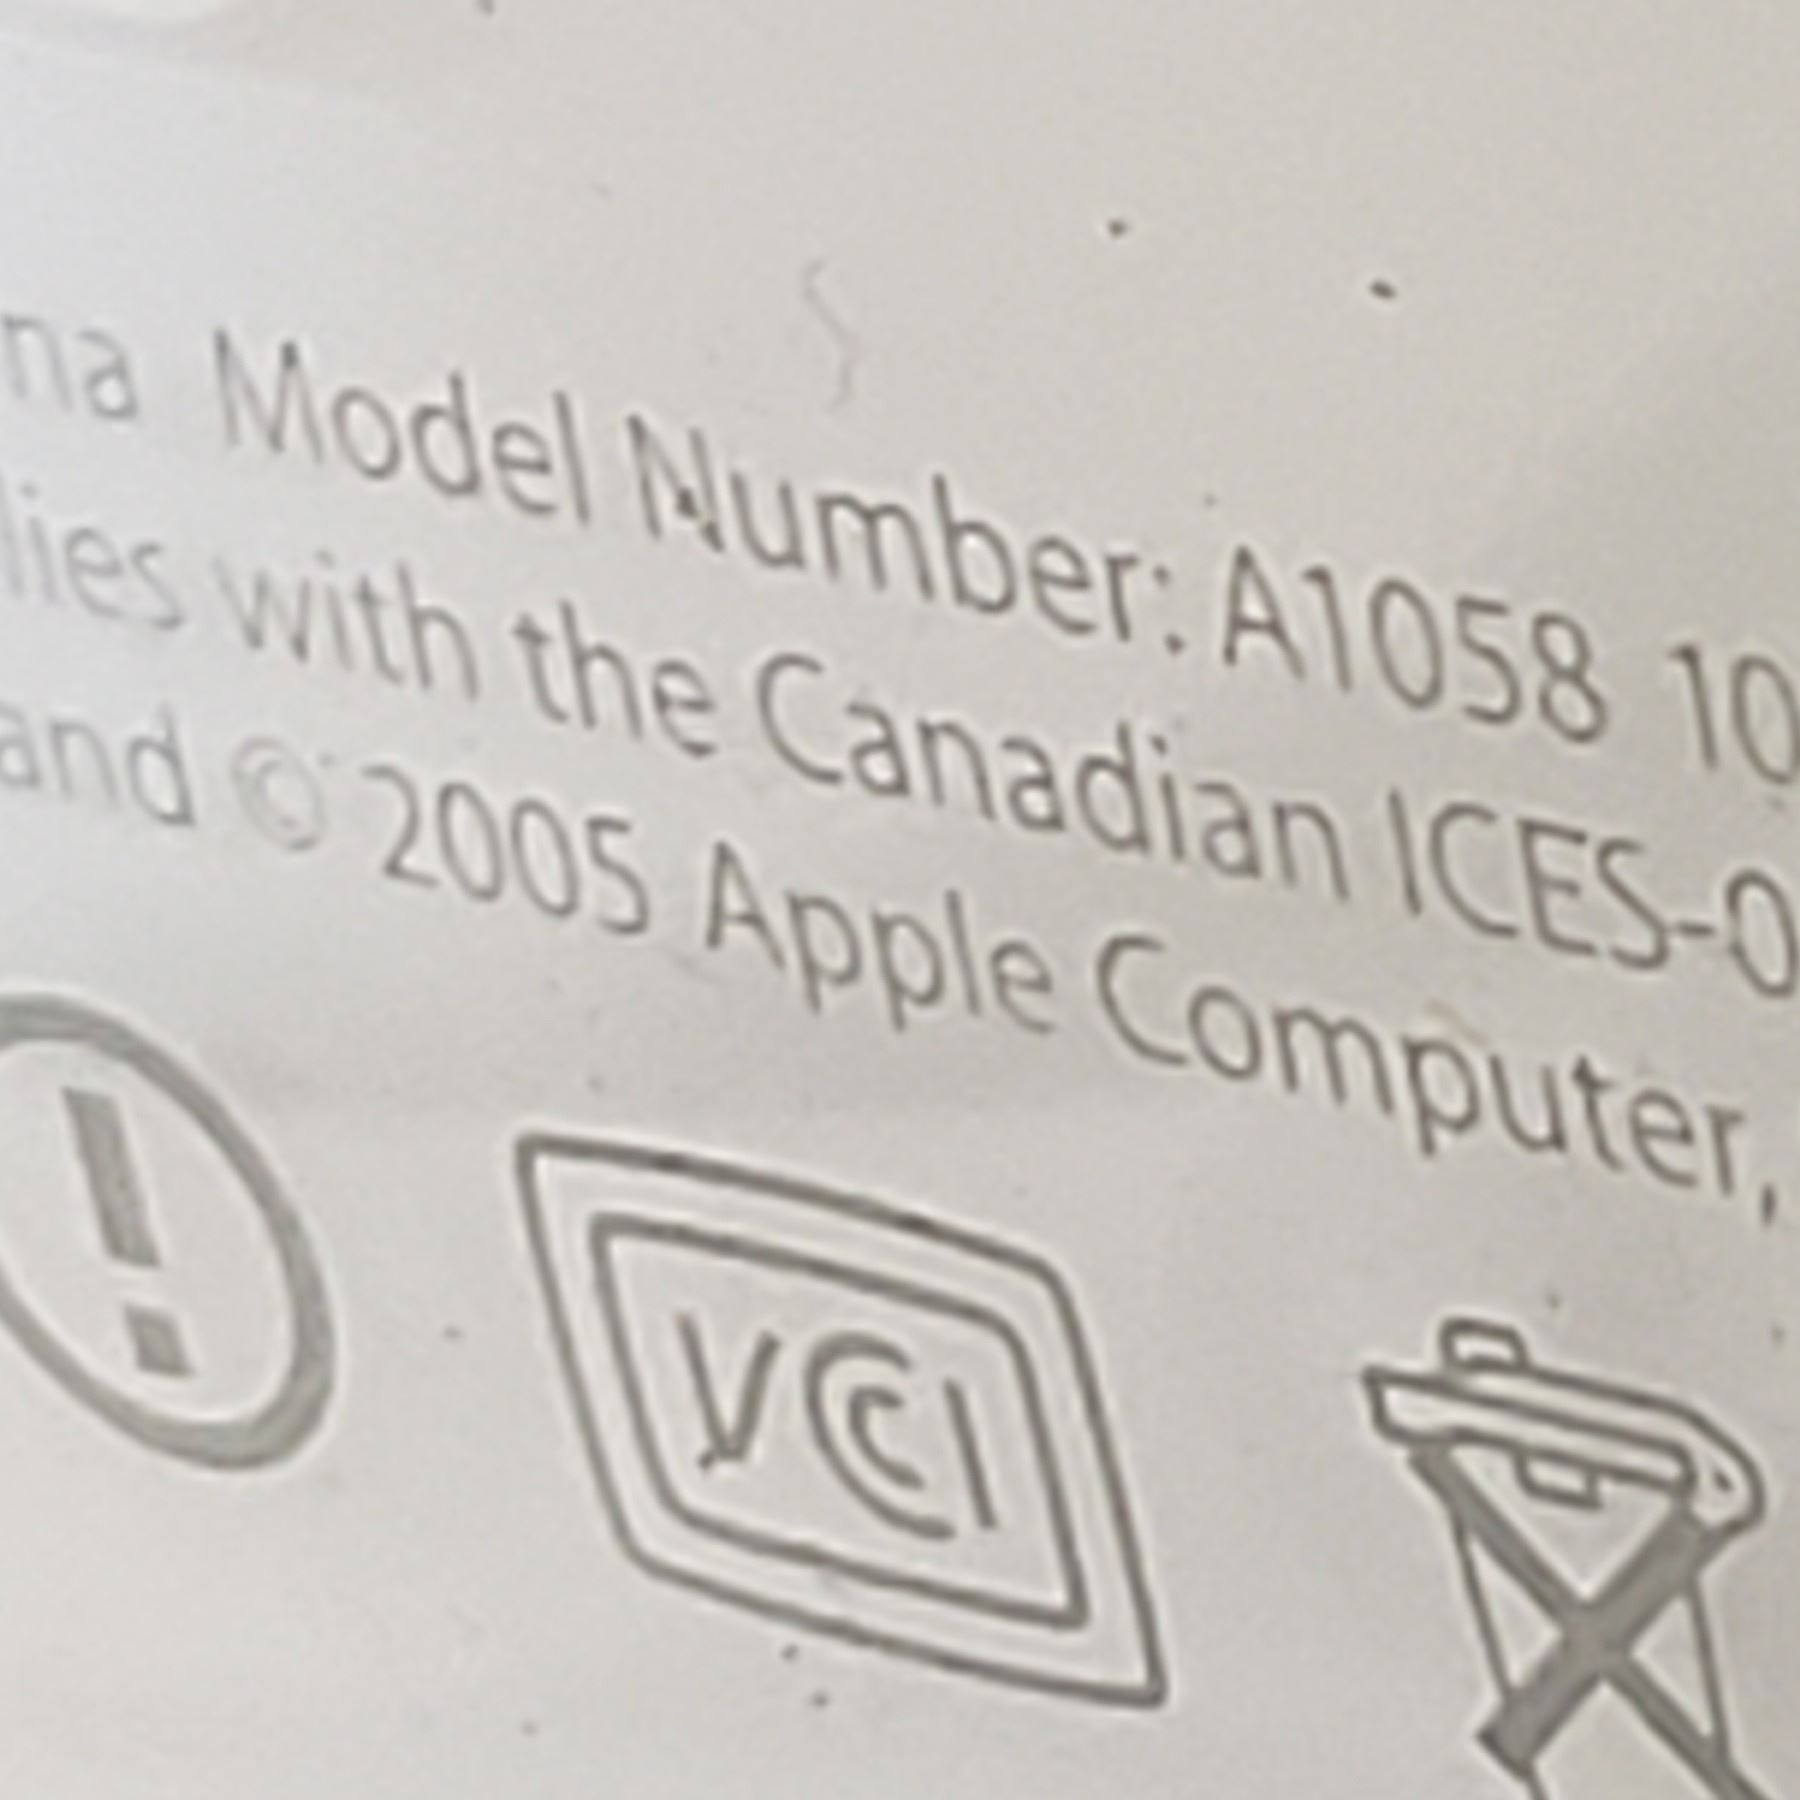 na Model Number: A1058 10
lies with the Canadian ICES-0
and © 2005 Apple Computer,
VCI